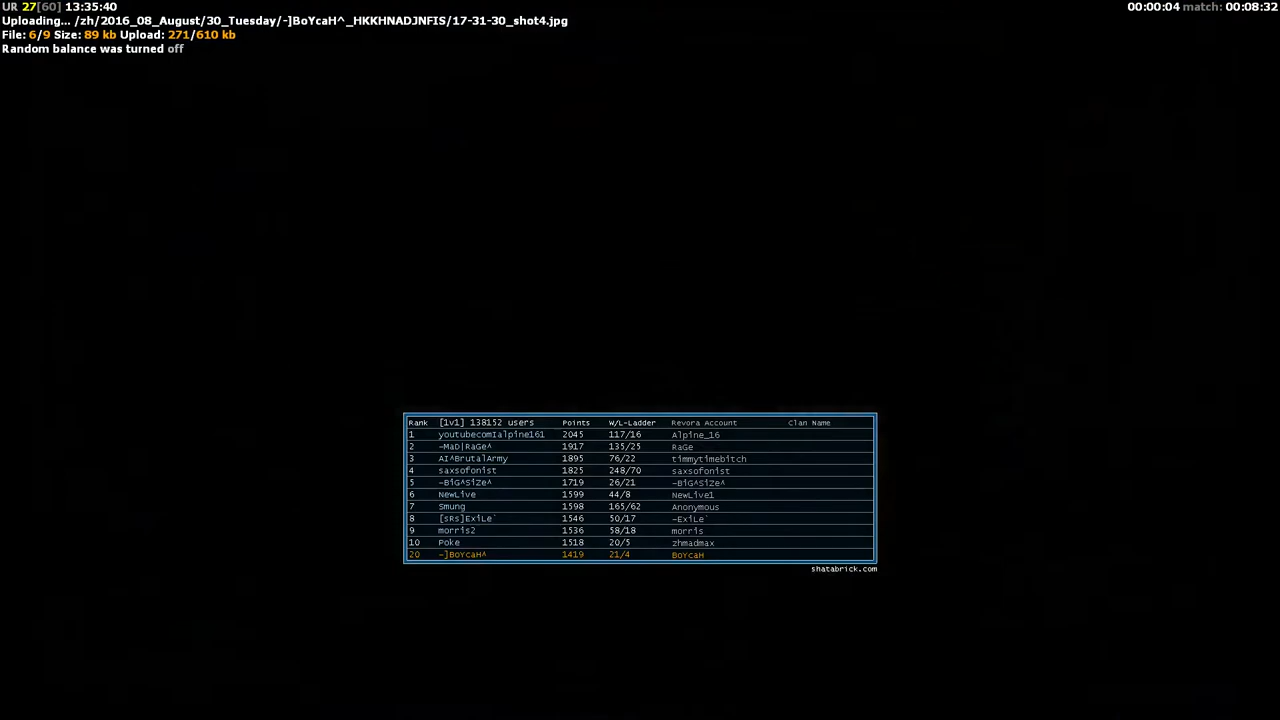 UR 27[60] 13:35:40 00:00:04 match: 00:08:32
Uploading... /zh/2016_08_August/30_Tuesday/-]BoYcaH^_HKKHNADJNFIS/17-31-30_shot4.jpg
File: 6/9 Size: 89 kb Upload: 271/610 kb
Random balance was turned off
Rank [1v1] 138152 users Points W/L-Ladder Revora Account Clan Name
1 youtubecomIalpine161 2045 117/16 Alpine_16
2 -MaD|RaGe^ 1917 135/25 RaGe
3 AI^BrutalArmy 1895 76/22 timmytimebitch
4 saxsofonist 1825 248/70 saxsofonist
5 -BiG^SiZe^ 1719 26/21 -BiG^SiZe^
6 NewLive 1599 44/8 NewLive1
7 Smung 1598 165/62 Anonymous
8 [sRs]ExiLe` 1546 50/17 -ExiLe`
9 morris2 1536 58/18 morris
10 Poke 1518 20/5 zhmadmax
20 -]BoYcaH^ 1419 21/4 BoYcaH
shatabrick.com